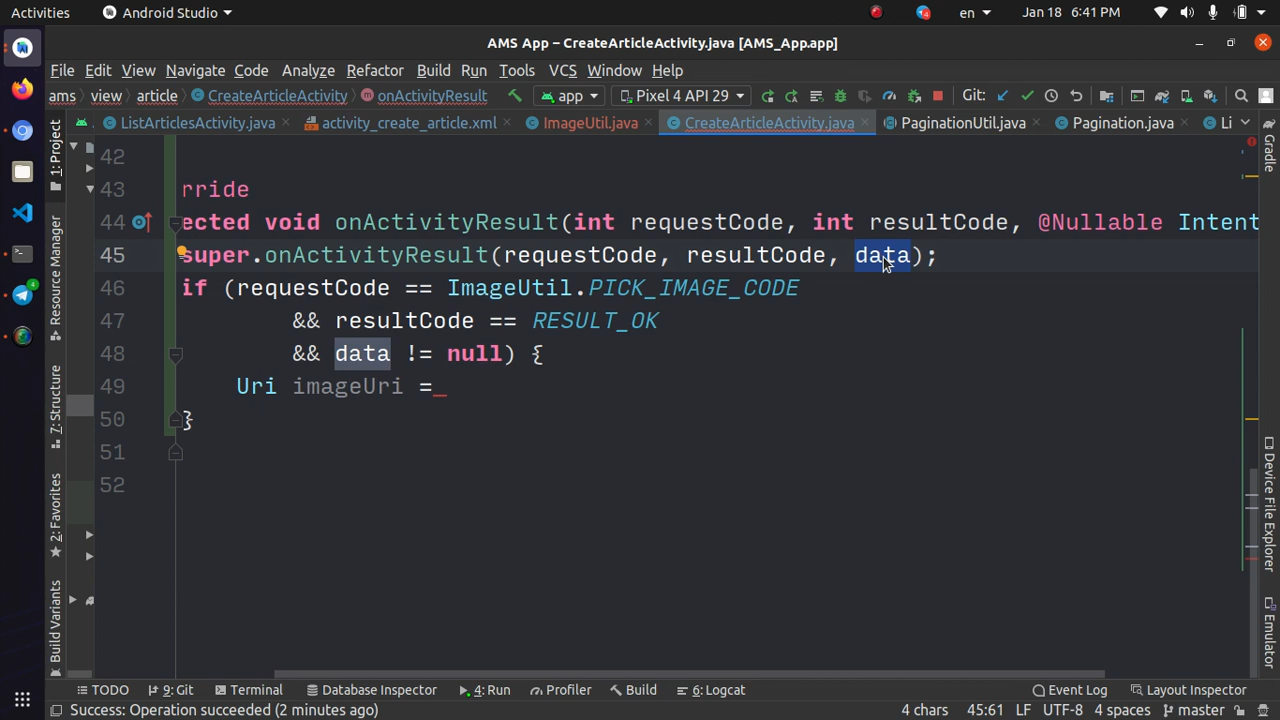 Activities
Android Studio
en
Jan 18 6:41 PM
AMS App – CreateArticleActivity.java [AMS_App.app]
File Edit View Navigate Code Analyze Refactor Build Run Tools VCS Window Help
ams view article CreateArticleActivity onActivityResult
app
Pixel 4 API 29
Git:
ListArticlesActivity.java
activity_create_article.xml
ImageUtil.java
CreateArticleActivity.java
PaginationUtil.java
Pagination.java
Li
1: Project
Resource Manager
7: Structure
2: Favorites
Build Variants
42
43 rride
44 ected void onActivityResult(int requestCode, int resultCode, @Nullable Intent
45 super.onActivityResult(requestCode, resultCode, data);
46 if (requestCode == ImageUtil.PICK_IMAGE_CODE
47 && resultCode == RESULT_OK
48 && data != null) {
49 Uri imageUri =
50 }
51
52
Gradle
Device File Explorer
Emulator
TODO
9: Git
Terminal
Database Inspector
4: Run
Profiler
Build
6: Logcat
Event Log
Layout Inspector
Success: Operation succeeded (2 minutes ago)
4 chars 45:61 LF UTF-8 4 spaces master